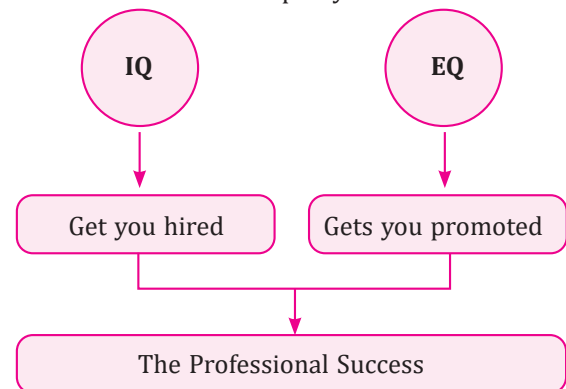 IQ
EQ
Get you hired
Gets you promoted
The Professional Success